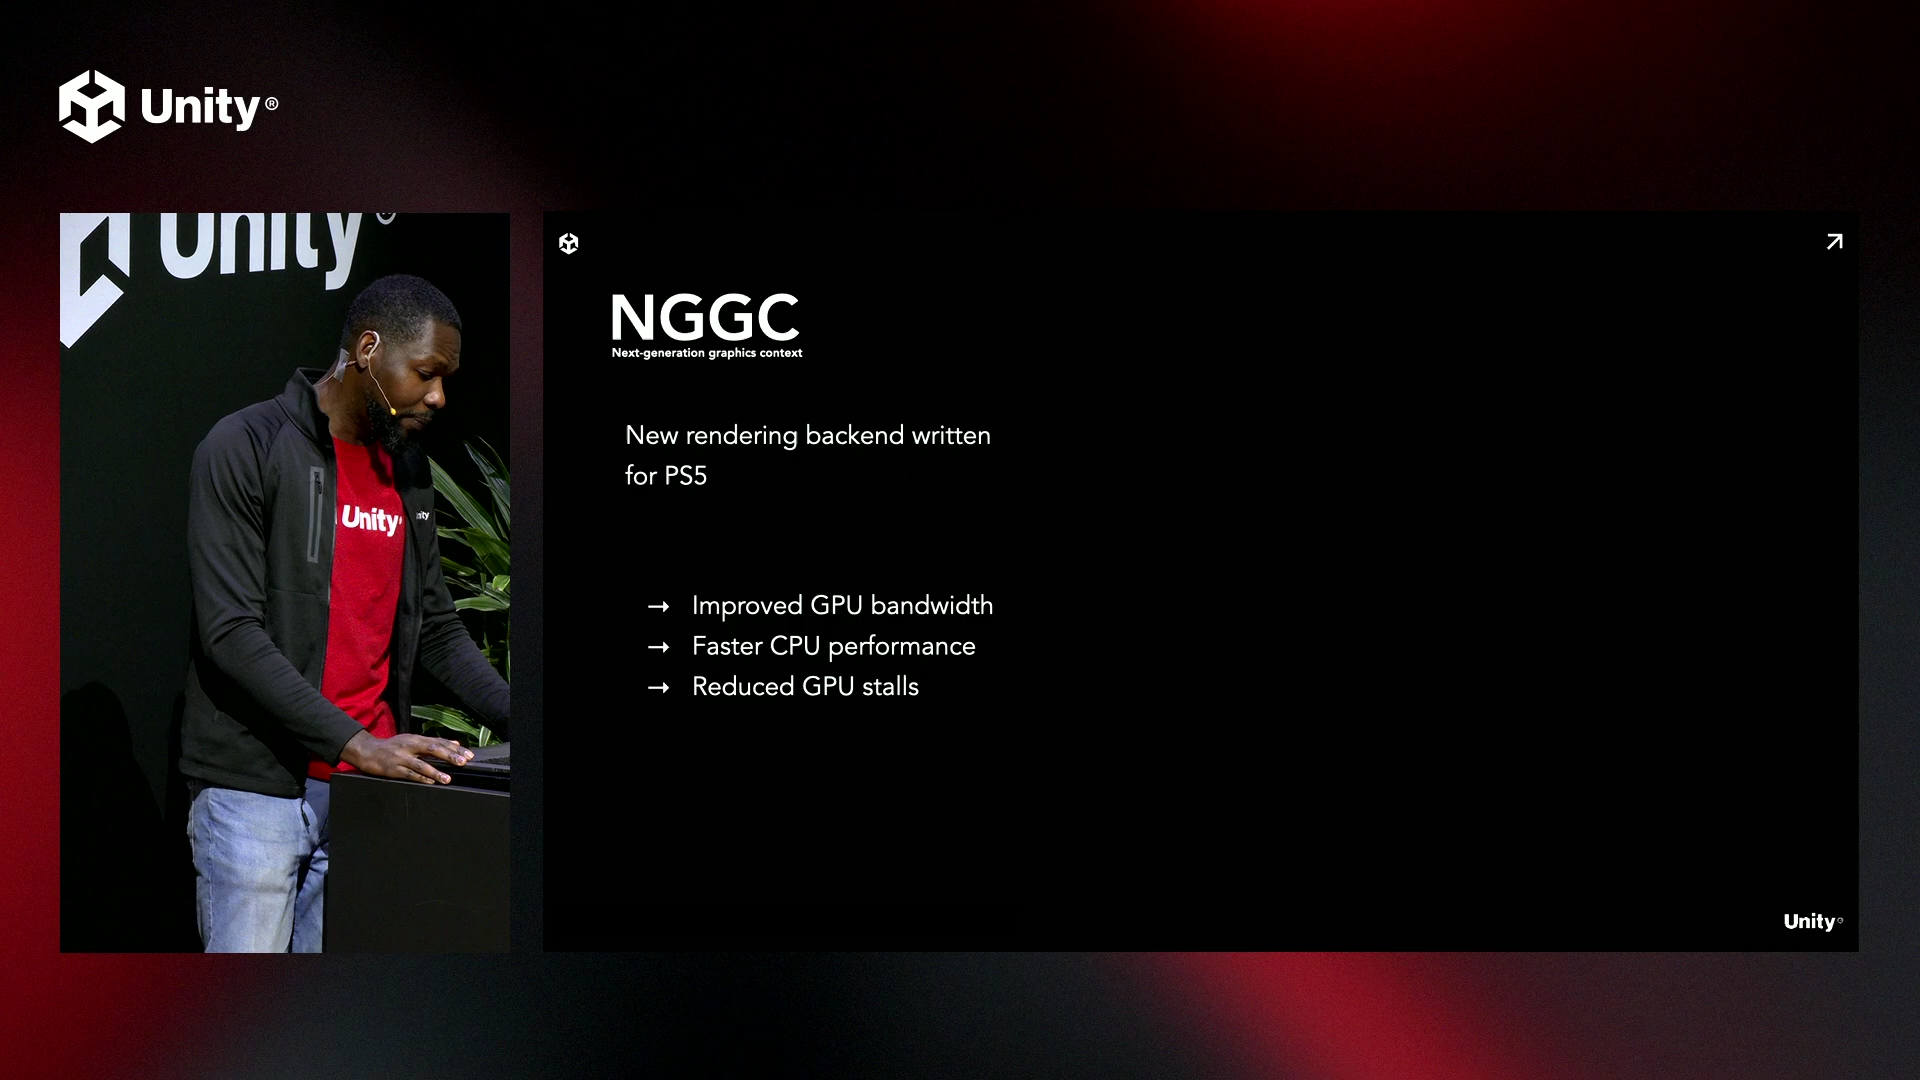 Unity®
Unity®
Unity
nity
NGGC
Next-generation graphics context
New rendering backend written
for PS5
→ Improved GPU bandwidth
→ Faster CPU performance
→ Reduced GPU stalls
Unity®